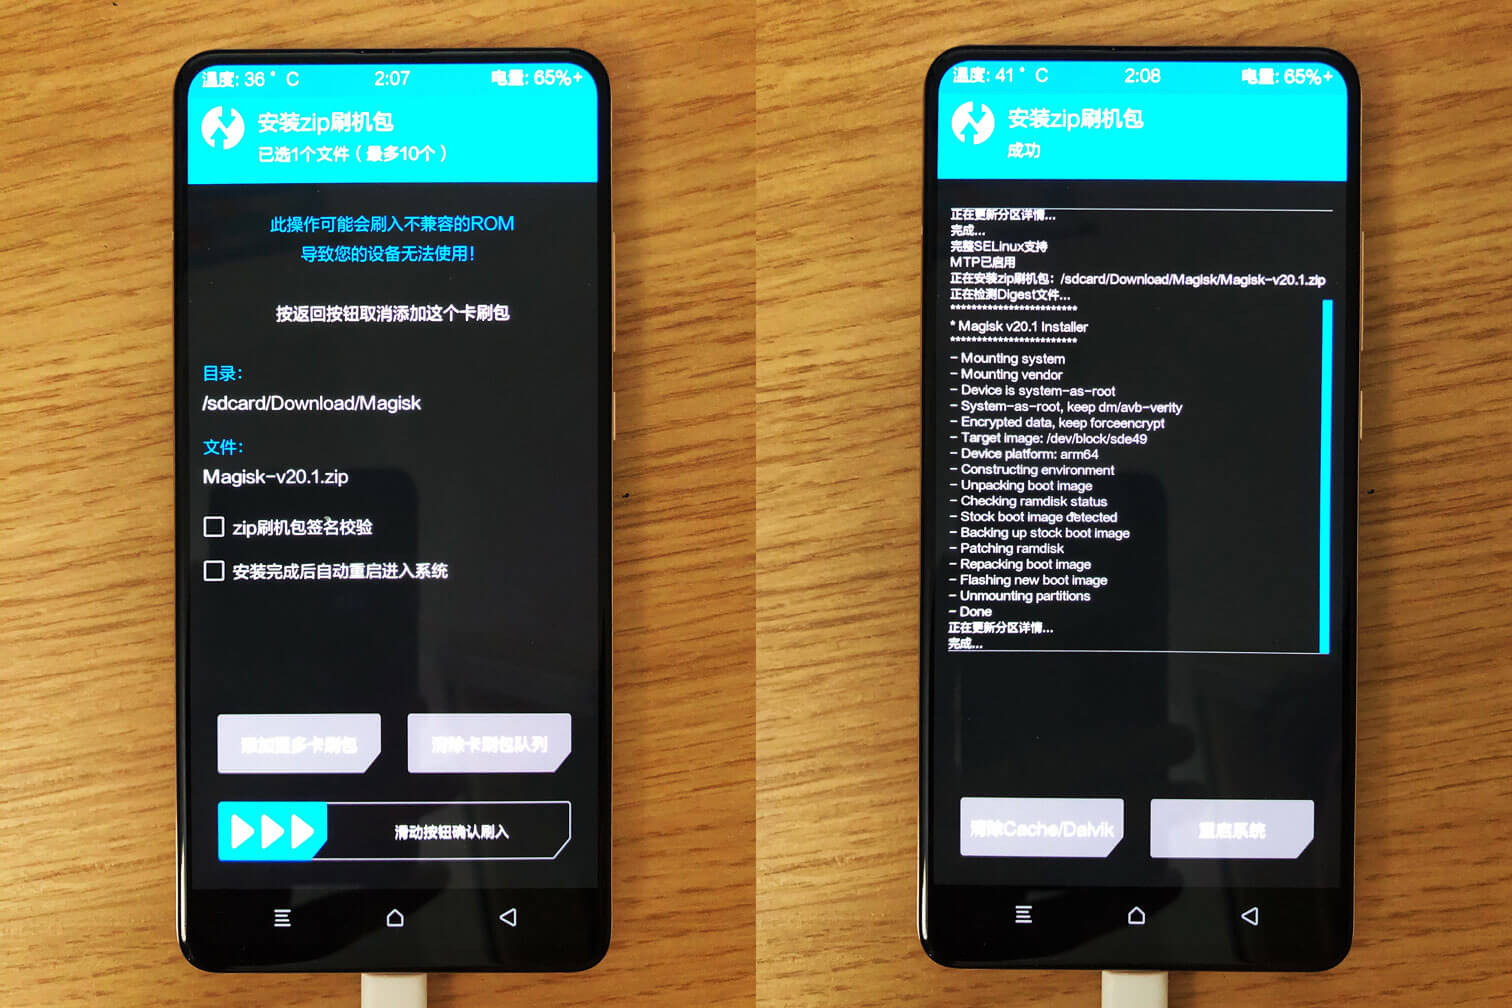 温度: 36 ° C 2:07 电量: 65%+
安装zip刷机包
已选1个文件（最多10个）
此操作可能会刷入不兼容的ROM
导致您的设备无法使用！
按返回按钮取消添加这个卡刷包
目录:
/sdcard/Download/Magisk
文件:
Magisk-v20.1.zip
zip刷机包签名校验
安装完成后自动重启进入系统
添加更多卡刷包 清除卡刷包队列
滑动按钮确认刷入
温度: 41 ° C 2:08 电量: 65%+
安装zip刷机包
成功
正在更新分区详情...
完成...
完整SELinux支持
MTP已启用
正在安装zip刷机包：/sdcard/Download/Magisk/Magisk-v20.1.zip
正在检测Digest文件...
************************
* Magisk v20.1 Installer
************************
- Mounting system
- Mounting vendor
- Device is system-as-root
- System-as-root, keep dm/avb-verity
- Encrypted data, keep forceencrypt
- Target image: /dev/block/sde49
- Device platform: arm64
- Constructing environment
- Unpacking boot image
- Checking ramdisk status
- Stock boot image detected
- Backing up stock boot image
- Patching ramdisk
- Repacking boot image
- Flashing new boot image
- Unmounting partitions
- Done
正在更新分区详情...
完成...
清除Cache/Dalvik 重启系统